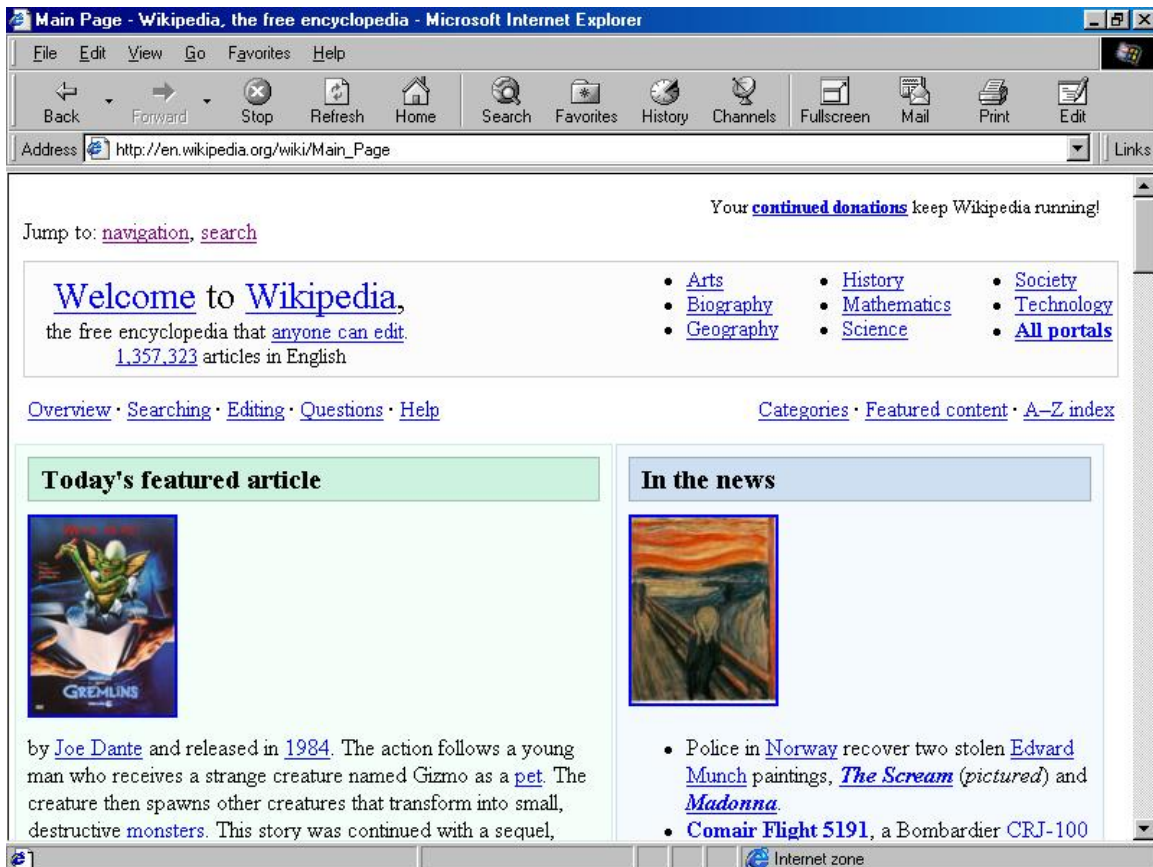 Main Page - Wikipedia, the free encyclopedia - Microsoft Internet Explorer
File Edit View Go Favorites Help
Back Forward Stop Refresh Home Search Favorites History Channels Fullscreen Mail Print Edit
Address http://en.wikipedia.org/wiki/Main_Page Links
Your continued donations keep Wikipedia running!
Jump to: navigation, search
Welcome to Wikipedia,
the free encyclopedia that anyone can edit.
1,357,323 articles in English
• Arts
• Biography
• Geography
• History
• Mathematics
• Science
• Society
• Technology
• All portals
Overview · Searching · Editing · Questions · Help
Categories · Featured content · A–Z index
Today's featured article
GREMLINS
by Joe Dante and released in 1984. The action follows a young
man who receives a strange creature named Gizmo as a pet. The
creature then spawns other creatures that transform into small,
destructive monsters. This story was continued with a sequel,
In the news
• Police in Norway recover two stolen Edvard
Munch paintings, The Scream (pictured) and
Madonna.
• Comair Flight 5191, a Bombardier CRJ-100
Internet zone